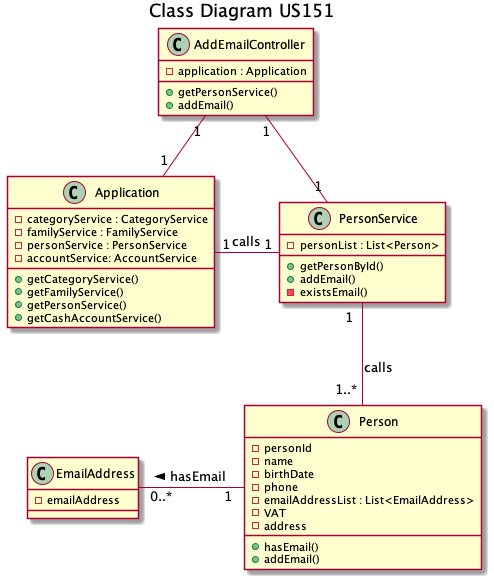 Class Diagram US151
C AddEmailController
application : Application
getPersonService()
addEmail()
1
1
1
1
C Application
categoryService : CategoryService
familyService : FamilyService
personService : PersonService
accountService: AccountService
getCategoryService()
getFamilyService()
getPersonService()
getCashAccountService()
1 calls 1
C PersonService
personList : List<Person>
getPersonById()
addEmail()
existsEmail()
1
calls
1..*
C Person
personId
name
birthDate
phone
emailAddressList : List<EmailAddress>
VAT
address
hasEmail()
addEmail()
C EmailAddress
emailAddress
hasEmail
0..* 1